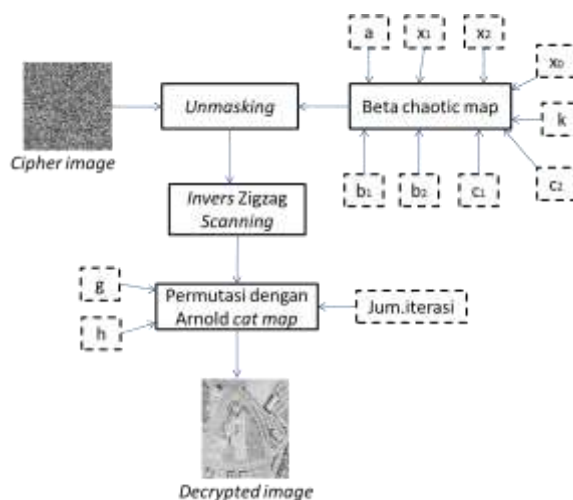 a
x1
x2
x0
Unmasking
Beta chaotic map
k
Cipher image
b1
b2
c1
c2
Invers Zigzag
Scanning
g
Permutasi dengan
Arnold cat map
Jum.iterasi
h
Decrypted image